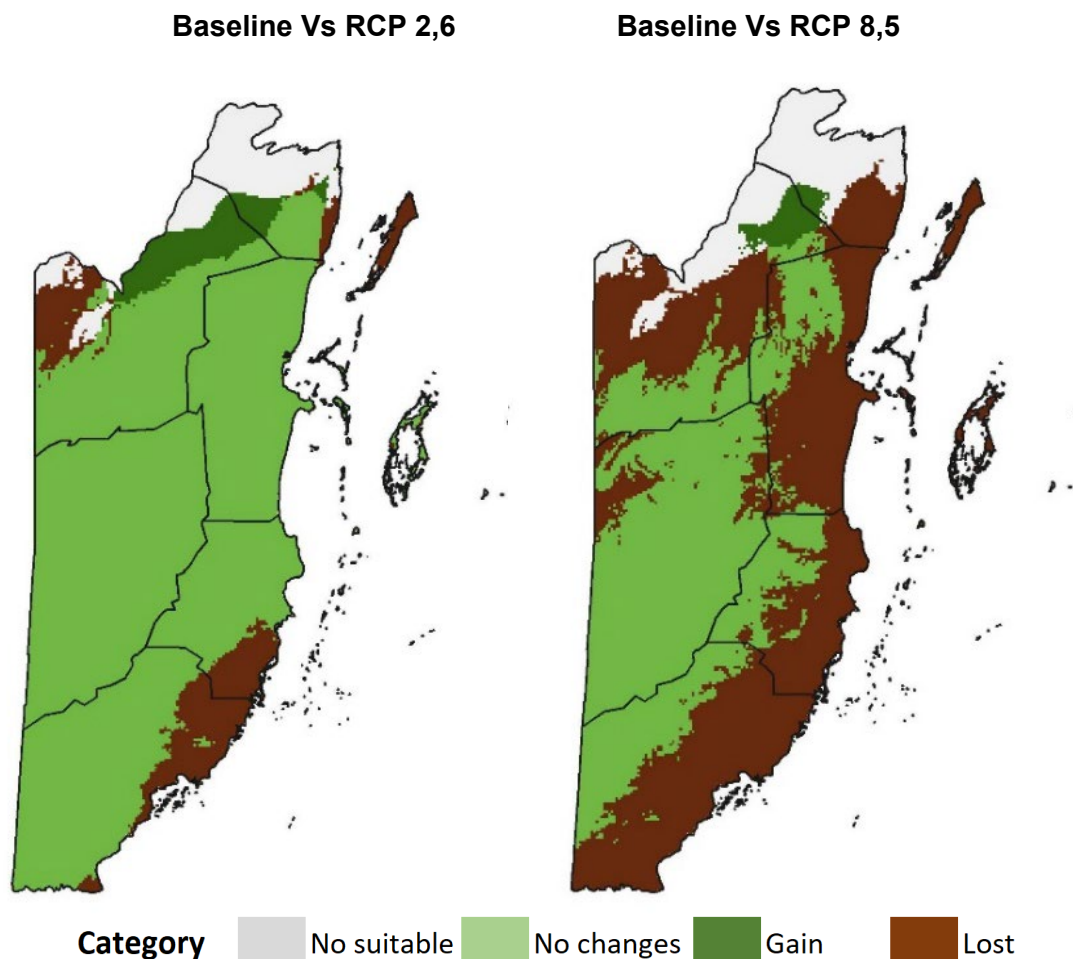 Baseline Vs RCP 2,6
Baseline Vs RCP 8,5
Category No suitable No changes Gain Lost